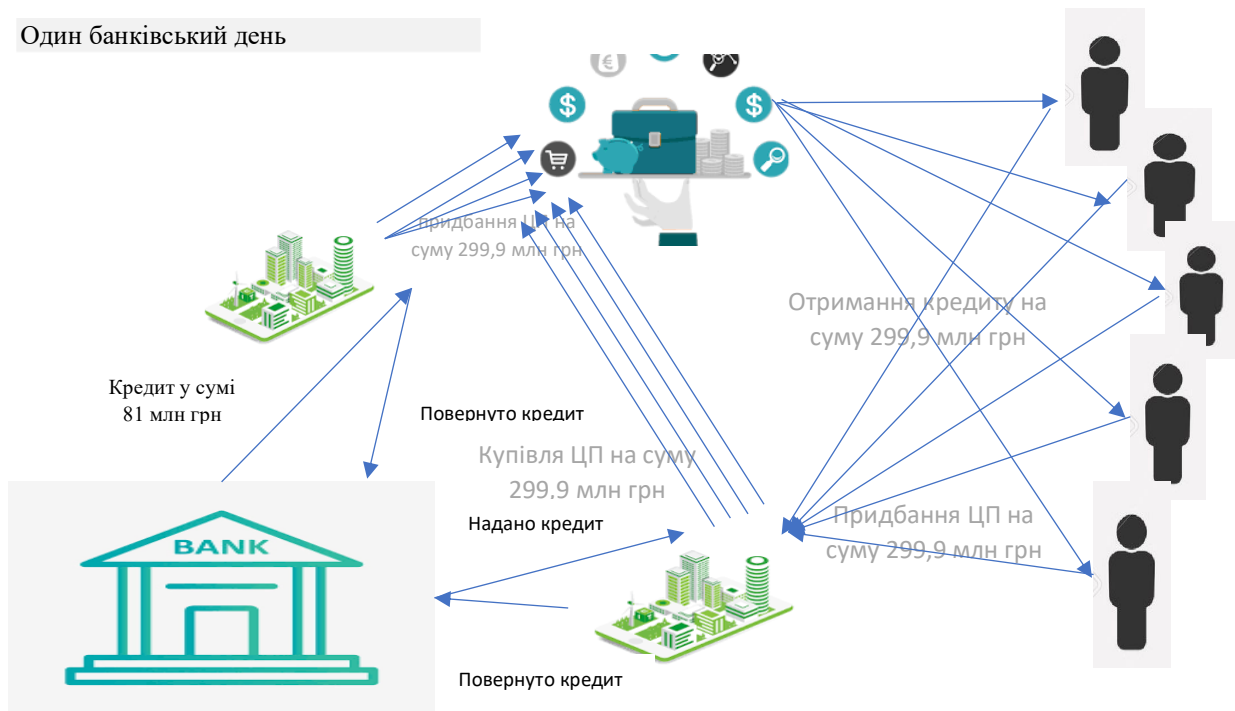 Один банківський день
придбання ЦП на
суму 299,9 млн грн
Отримання кредиту на
суму 299,9 млн грн
Кредит у сумі
81 млн грн
Повернуто кредит
Купівля ЦП на суму
299,9 млн грн
Надано кредит
BANK
Придбання ЦП на
суму 299,9 млн грн
Повернуто кредит